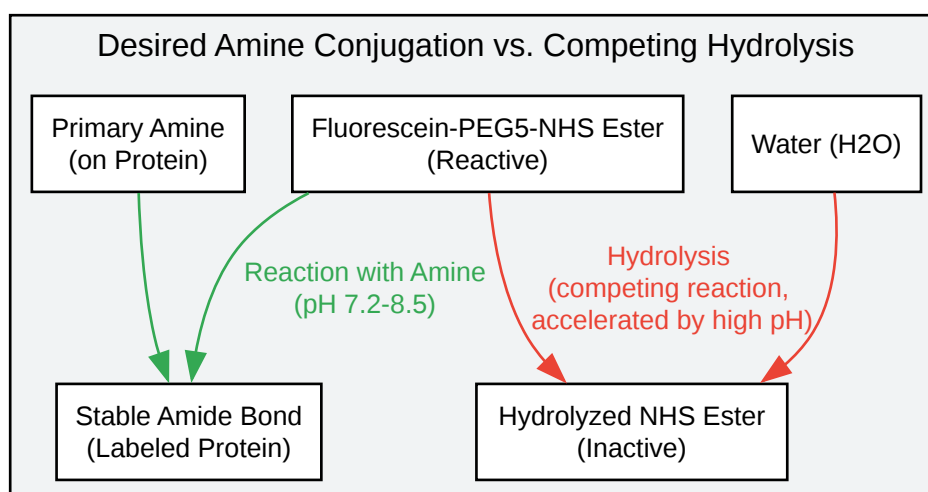 Desired Amine Conjugation vs. Competing Hydrolysis
Primary Amine
(on Protein)
Fluorescein-PEG5-NHS Ester
(Reactive)
Water (H2O)
Reaction with Amine
(pH 7.2-8.5)
Hydrolysis
(competing reaction,
accelerated by high pH)
Stable Amide Bond
(Labeled Protein)
Hydrolyzed NHS Ester
(Inactive)